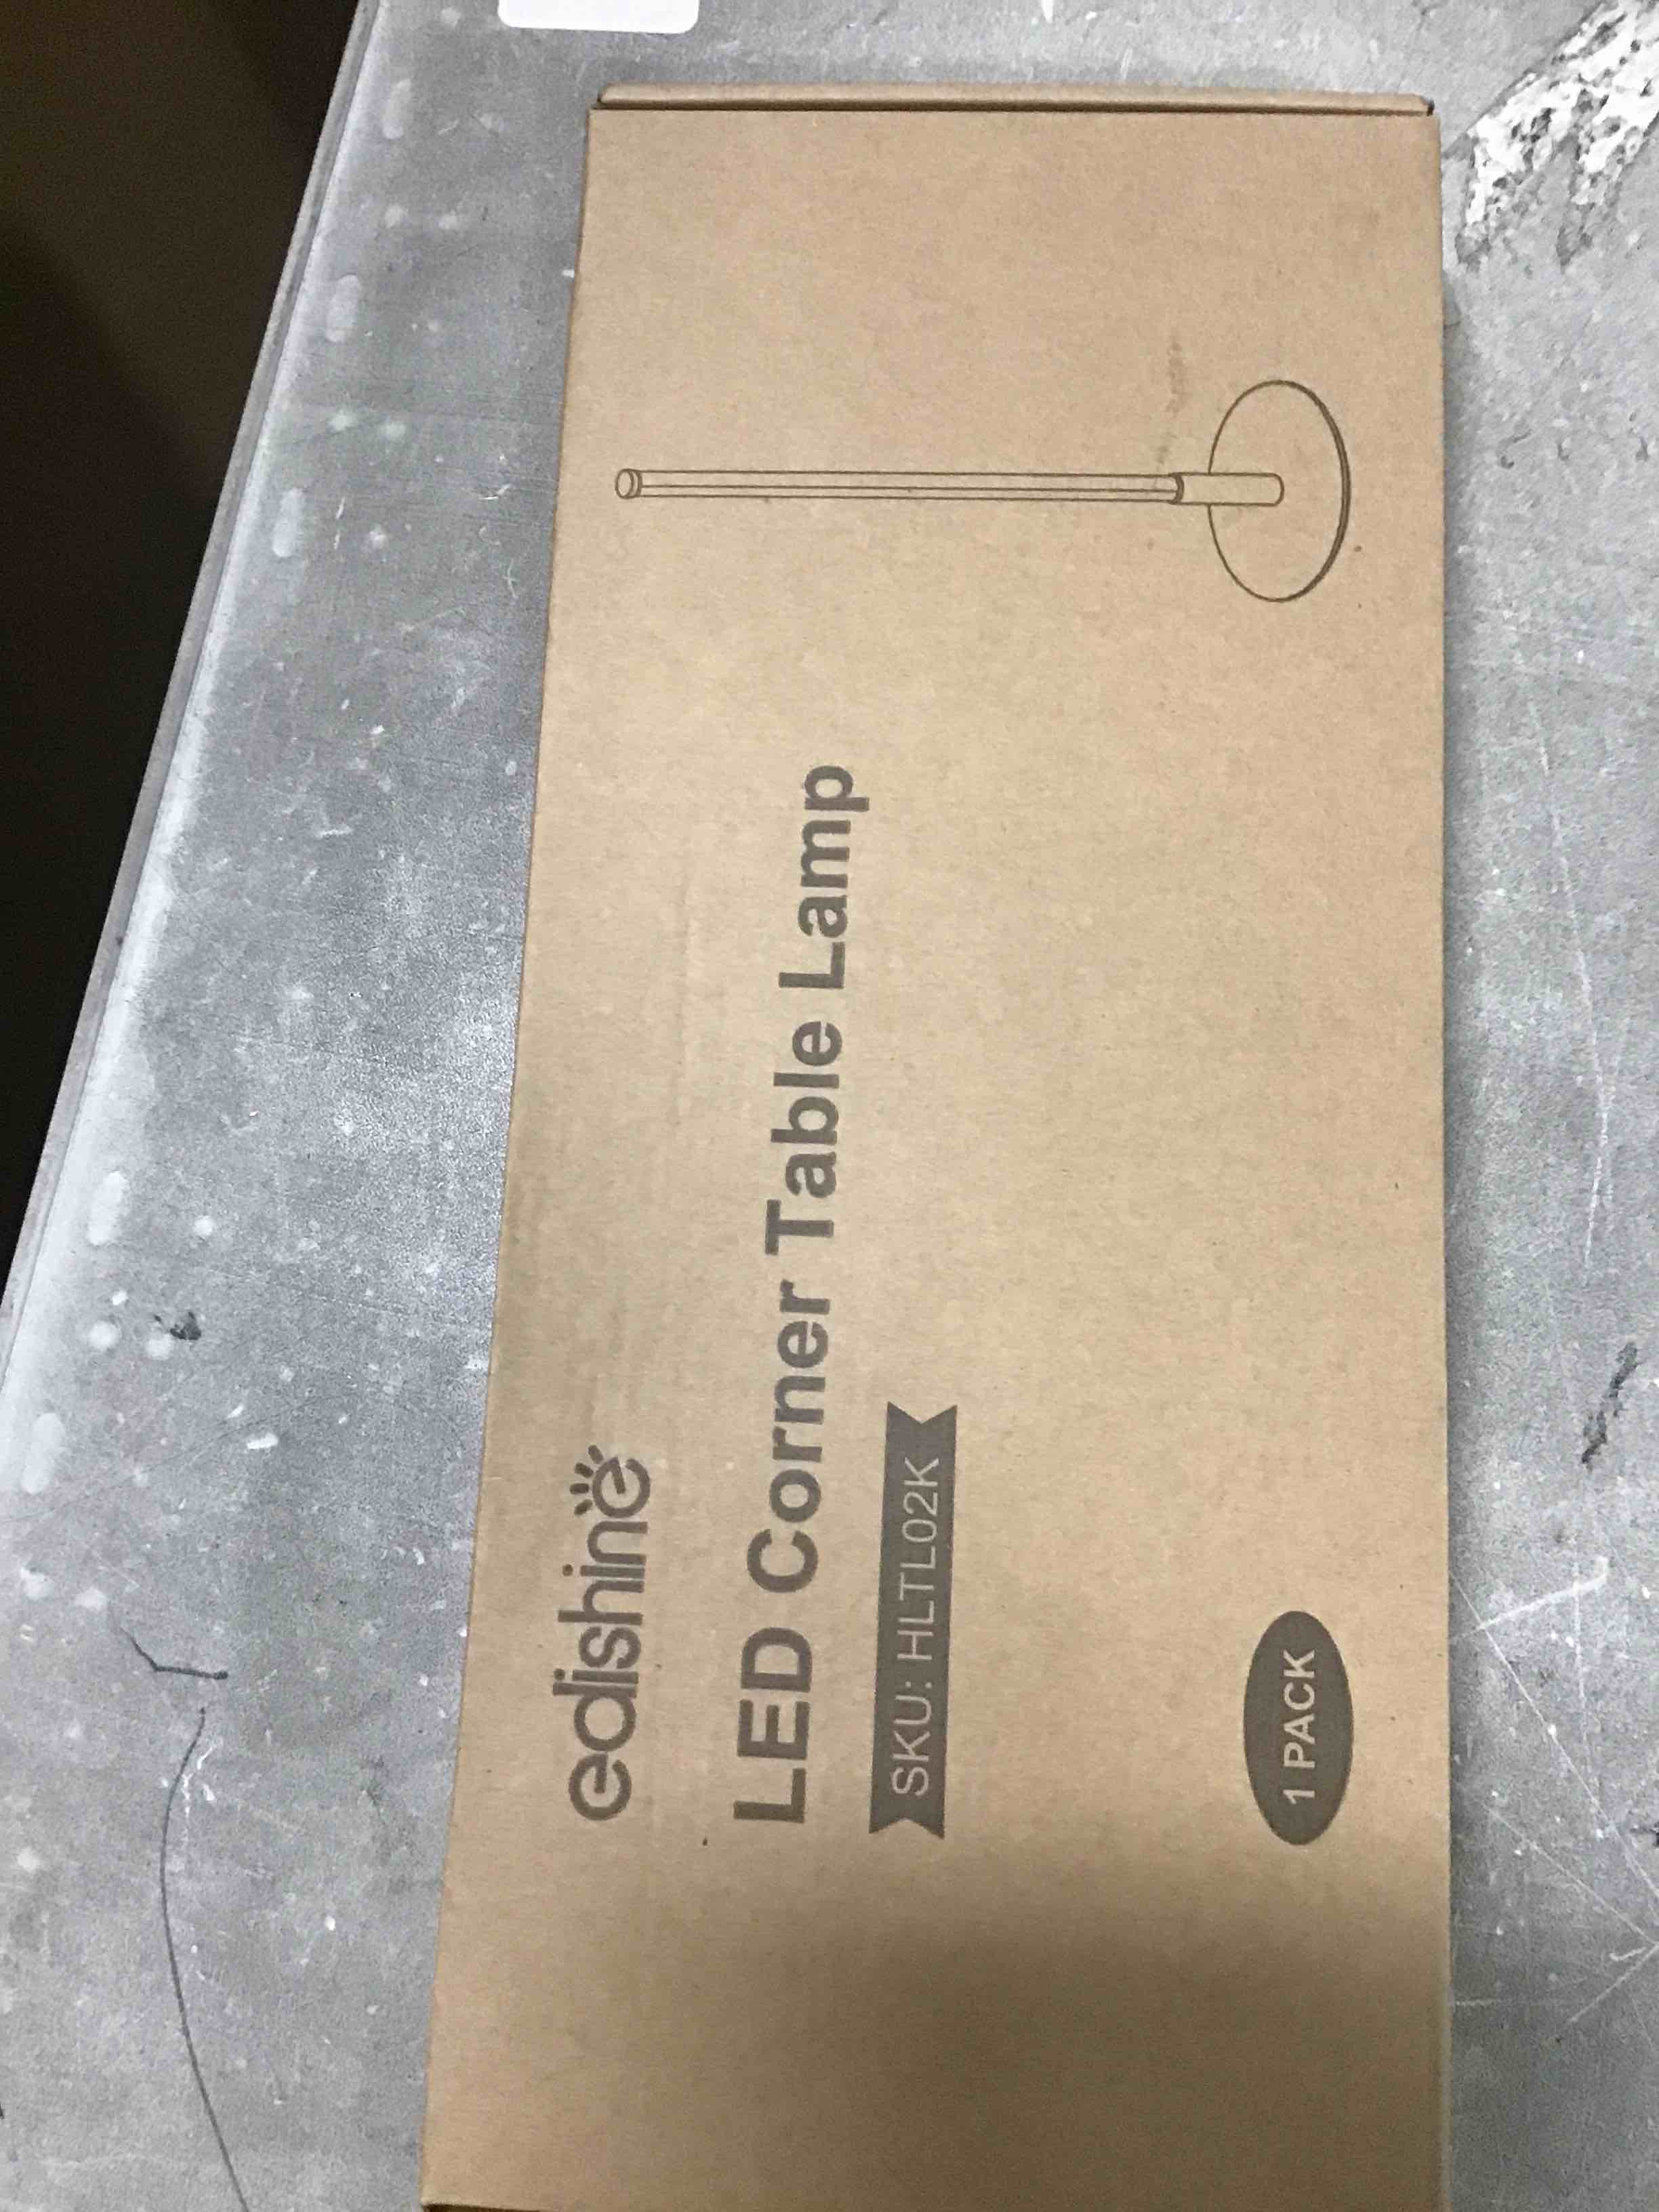 edishine
LED Corner Table Lamp
SKU: HLTL02K
1 PACK